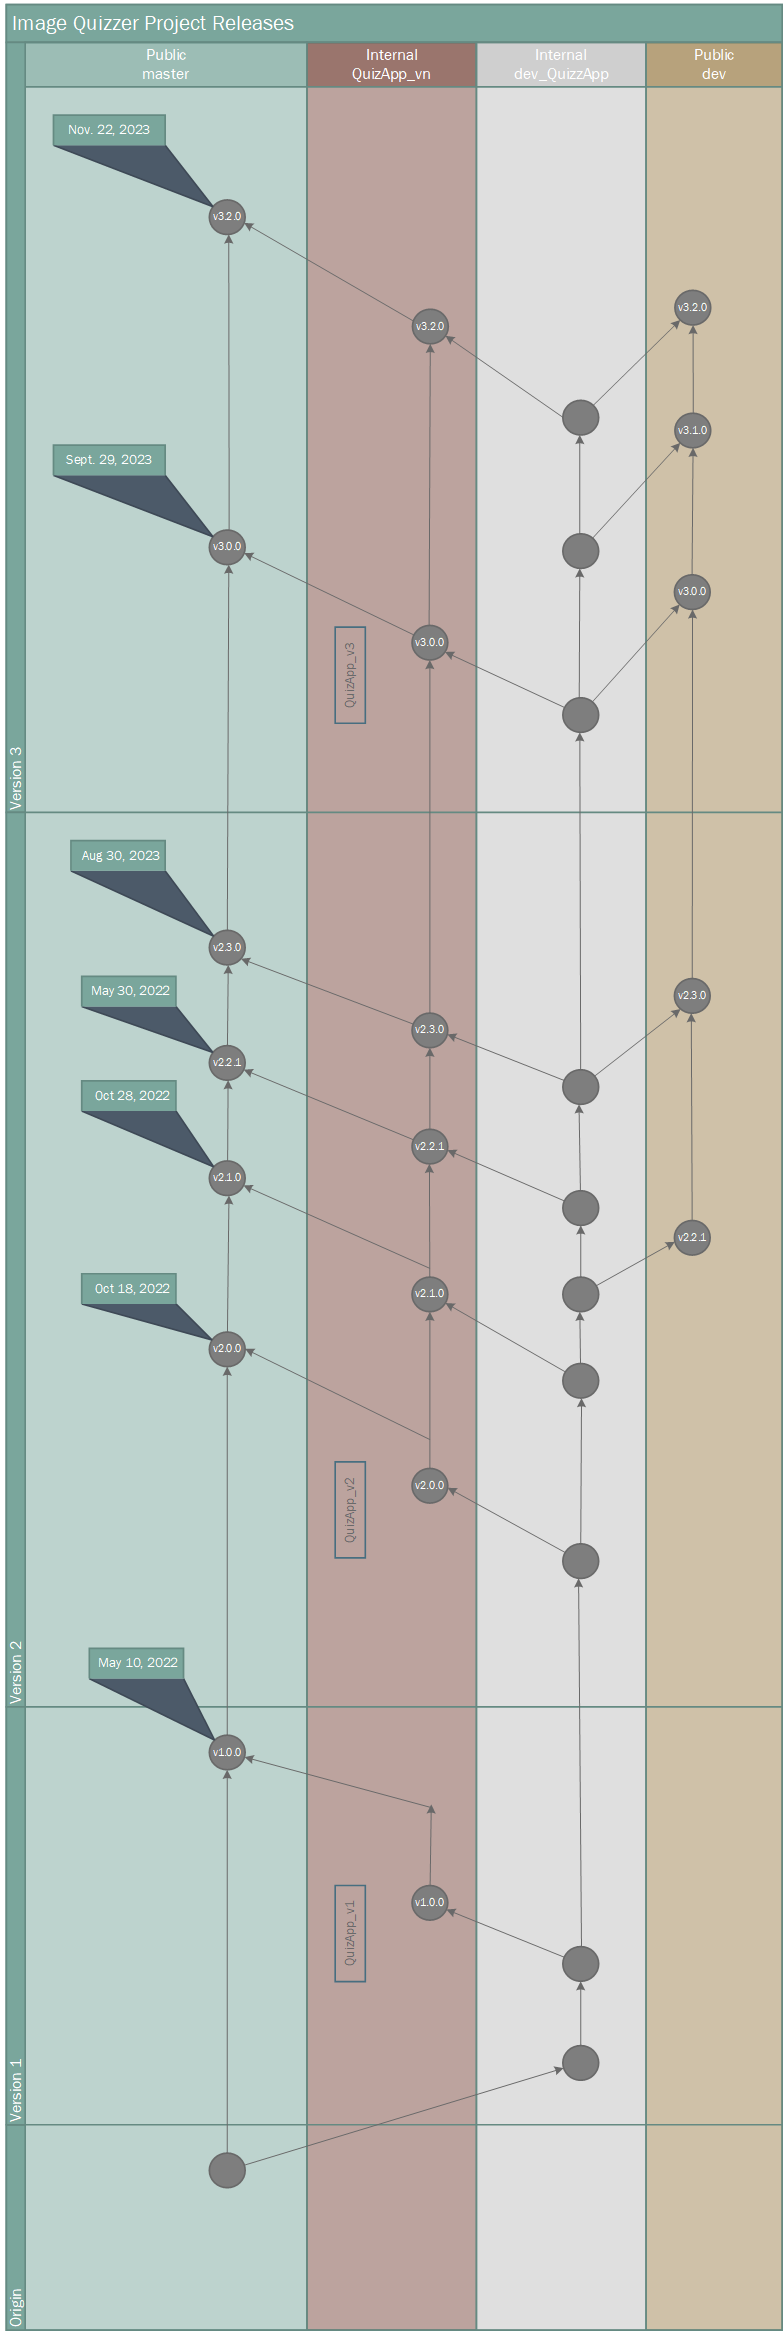 Image Quizzer Project Releases
Public
master
Internal
QuizApp_vn
Internal
dev_QuizzApp
Public
dev
Nov. 22, 2023
v3.2.0
v3.2.0
v3.2.0
v3.1.0
Sept. 29, 2023
v3.0.0
v3.0.0
v3.0.0
QuizApp_v3
Version 3
Aug 30, 2023
v2.3.0
v2.3.0
v2.3.0
May 30, 2022
v2.2.1
v2.2.1
v2.2.1
Oct 28, 2022
v2.1.0
v2.1.0
Oct 18, 2022
v2.0.0
v2.0.0
QuizApp_v2
Version 2
May 10, 2022
v1.0.0
v1.0.0
QuizApp_v1
Version 1
Origin